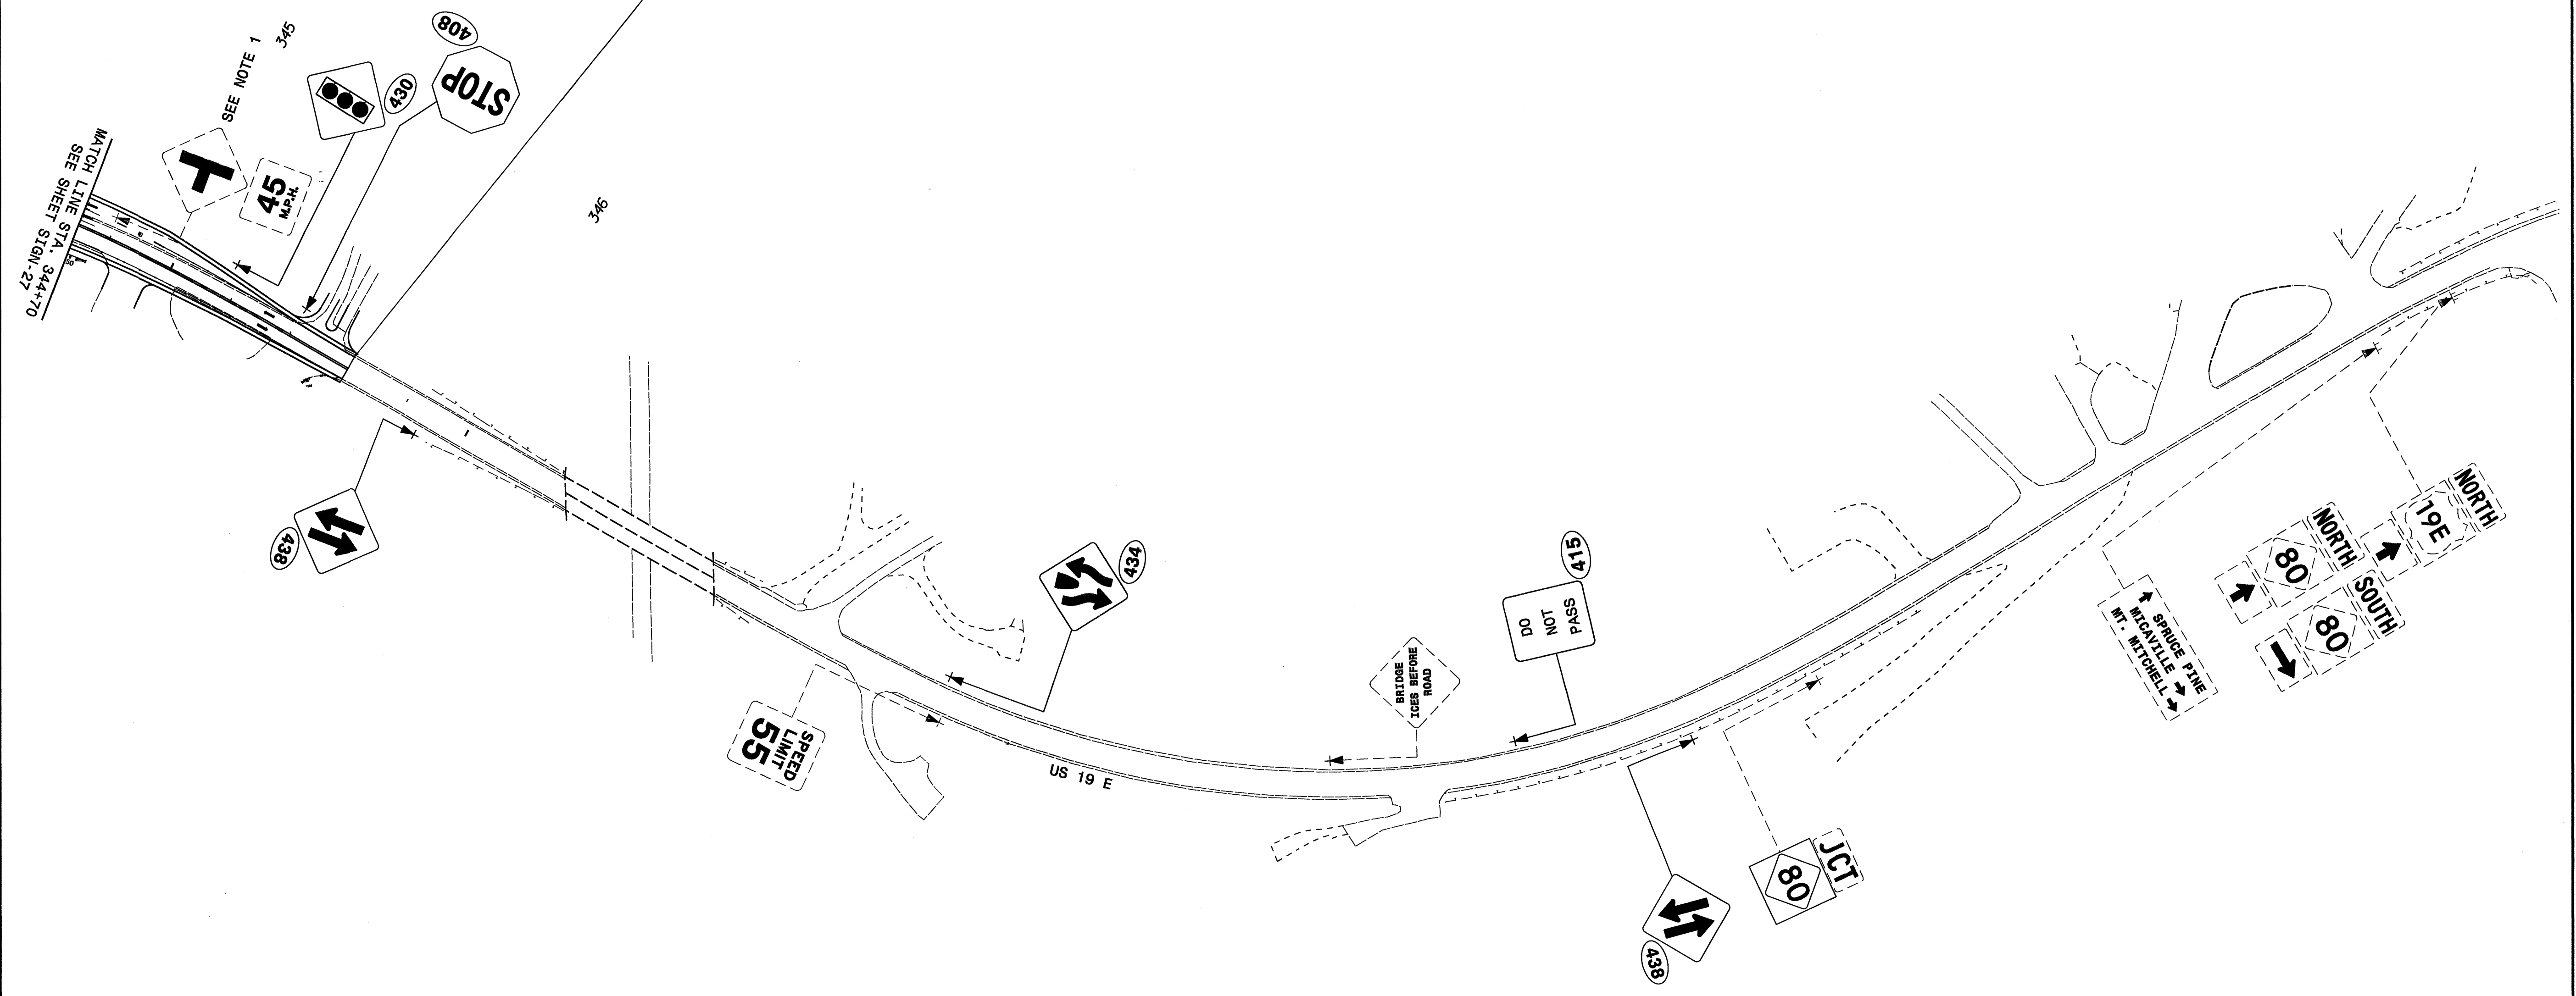 408
STOP
430
345
SEE NOTE 1
45
M.P.H.
MATCH LINE STA. 344+70
SEE SHEET SIGN-27
346
438
434
SPEED
LIMIT
55
US 19 E
BRIDGE
ICES BEFORE
ROAD
415
DO
NOT
PASS
438
JCT
80
SPRUCE PINE
MICAVILLE
MT. MITCHELL
NORTH
80
SOUTH
80
NORTH
19E